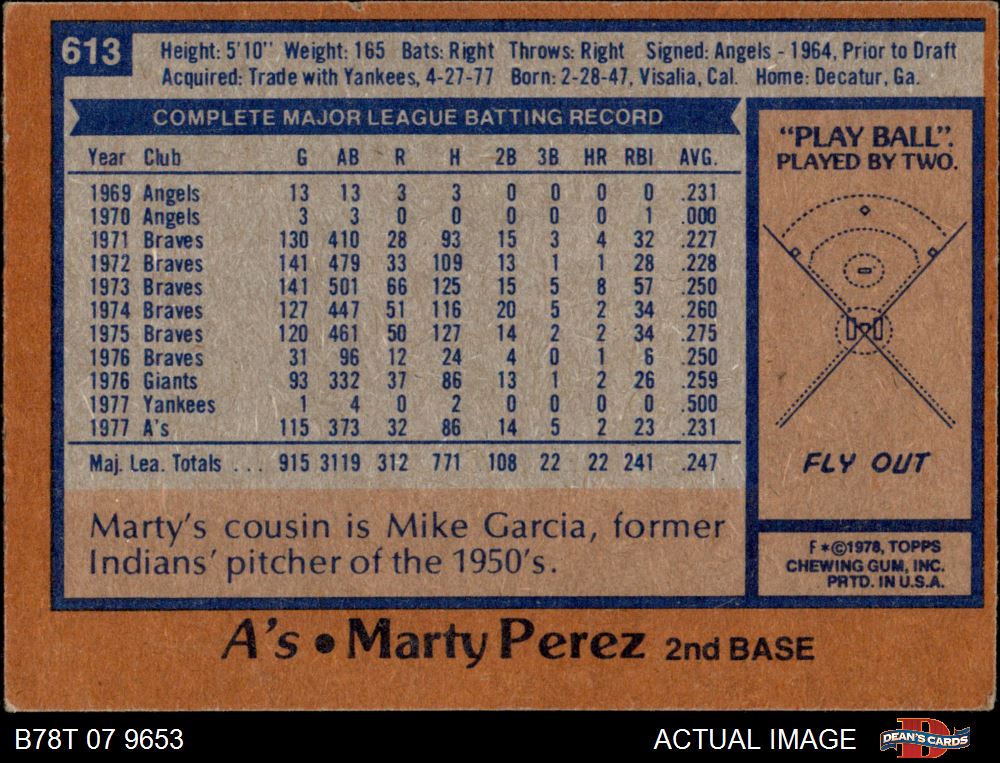 613
Height: 5'10" Weight: 165 Bats: Right Throws: Right Signed: Angels - 1964, Prior to Draft
Acquired: Trade with Yankees, 4-27-77 Born: 2-28-47, Visalia, Cal. Home: Decatur, Ga.
COMPLETE MAJOR LEAGUE BATTING RECORD
Year Club G AB R H 2B 3B HR RBI AVG.
1969 Angels 13 13 3 3 0 0 0 0 .231
1970 Angels 3 3 0 0 0 0 0 1 .000
1971 Braves 130 410 28 93 15 3 4 32 .227
1972 Braves 141 479 33 109 13 1 1 28 .228
1973 Braves 141 501 66 125 15 5 8 57 .250
1974 Braves 127 447 51 116 20 5 2 34 .260
1975 Braves 120 461 50 127 14 2 2 34 .275
1976 Braves 31 96 12 24 4 0 1 6 .250
1976 Giants 93 332 37 86 13 1 2 26 .259
1977 Yankees 1 4 0 2 0 0 0 0 .500
1977 A's 115 373 32 86 14 5 2 23 .231
Maj. Lea. Totals ... 915 3119 312 771 108 22 22 241 .247
Marty's cousin is Mike Garcia, former
Indians' pitcher of the 1950's.
"PLAY BALL".
PLAYED BY TWO.
FLY OUT
F*©1978, TOPPS
CHEWING GUM, INC.
PRTD. IN U.S.A.
A's • Marty Perez 2nd BASE
B78T 07 9653
ACTUAL IMAGE
D
DEAN'S CARDS